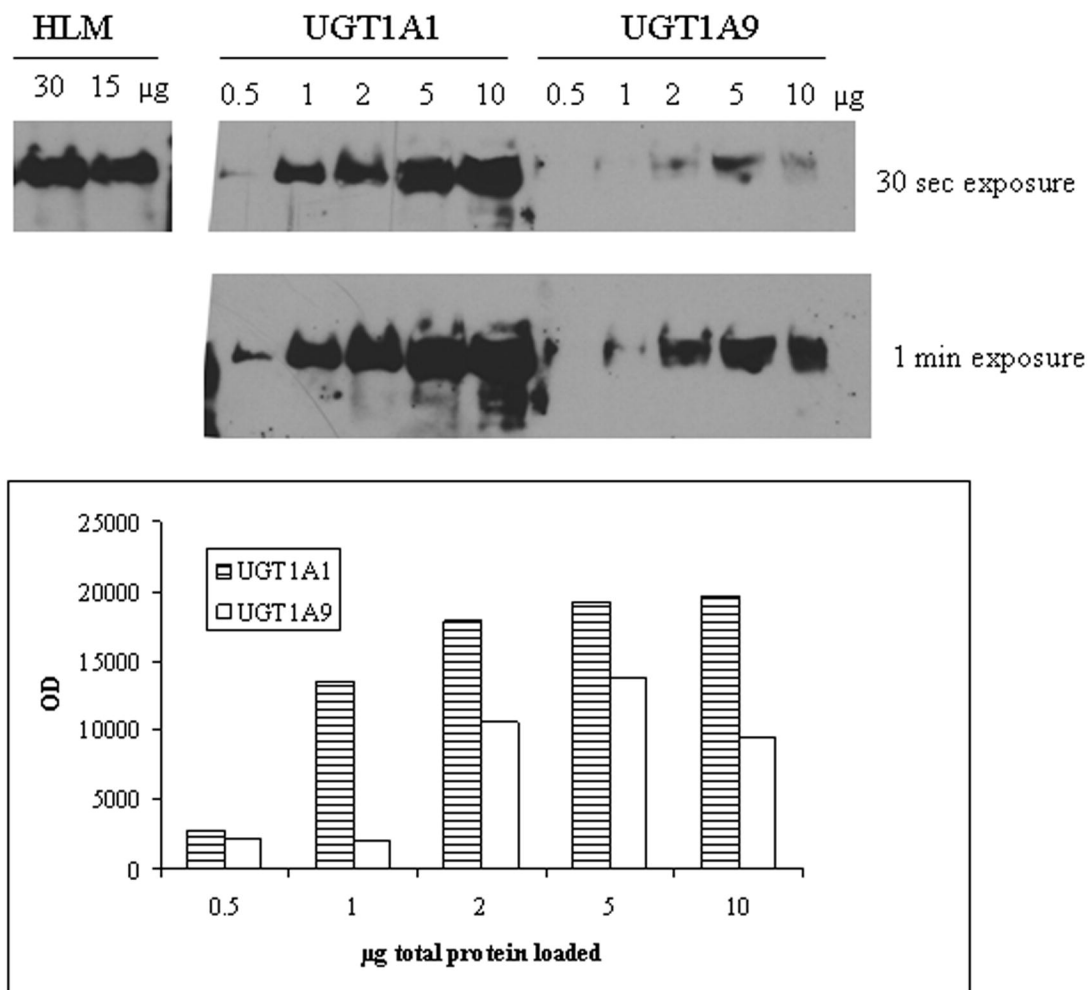 HLM UGT1A1 UGT1A9
30 15 µg 0.5 1 2 5 10 0.5 1 2 5 10 µg
30 sec exposure
1 min exposure
25000
20000
15000
10000
5000
0
OD
UGT1A1
UGT1A9
0.5 1 2 5 10
µg total protein loaded